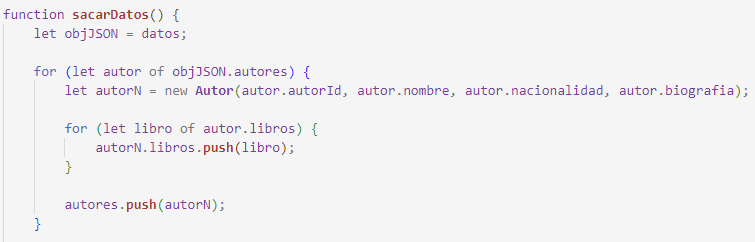 function sacarDatos() {
let objJSON = datos;
for (let autor of objJSON.autores) {
let autorN = new Autor(autor.autorId, autor.nombre, autor.nacionalidad, autor.biografia);
for (let libro of autor.libros) {
autorN.libros.push(libro);
}
autores.push(autorN);
}